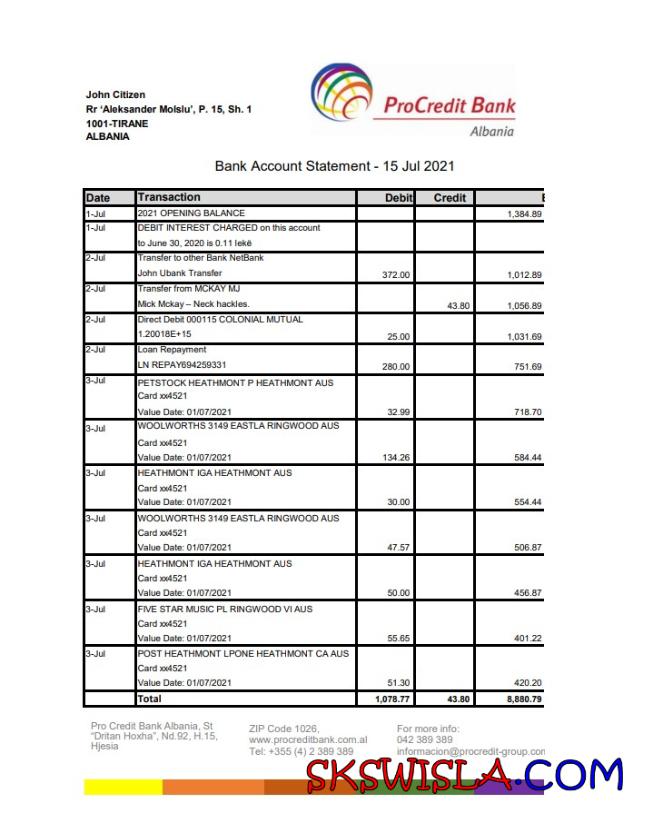 John Citizen
Rr ‘Aleksander Molslu’, P. 15, Sh. 1
1001-TIRANE
ALBANIA
ProCredit Bank
Albania
Bank Account Statement - 15 Jul 2021
Date Transaction Debit Credit
1-Jul 2021 OPENING BALANCE 1,384.89
1-Jul DEBIT INTEREST CHARGED on this account
to June 30, 2020 is 0.11 lekë
2-Jul Transfer to other Bank NetBank
John Ubank Transfer 372.00 1,012.89
2-Jul Transfer from MCKAY MJ
Mick Mckay – Neck hackles. 43.80 1,056.89
2-Jul Direct Debit 000115 COLONIAL MUTUAL
1.20018E+15 25.00 1,031.69
2-Jul Loan Repayment
LN REPAY694259331 280.00 751.69
3-Jul PETSTOCK HEATHMONT P HEATHMONT AUS
Card xx4521
Value Date: 01/07/2021 32.99 718.70
3-Jul WOOLWORTHS 3149 EASTLA RINGWOOD AUS
Card xx4521
Value Date: 01/07/2021 134.26 584.44
3-Jul HEATHMONT IGA HEATHMONT AUS
Card xx4521
Value Date: 01/07/2021 30.00 554.44
3-Jul WOOLWORTHS 3149 EASTLA RINGWOOD AUS
Card xx4521
Value Date: 01/07/2021 47.57 506.87
3-Jul HEATHMONT IGA HEATHMONT AUS
Card xx4521
Value Date: 01/07/2021 50.00 456.87
3-Jul FIVE STAR MUSIC PL RINGWOOD VI AUS
Card xx4521
Value Date: 01/07/2021 55.65 401.22
3-Jul POST HEATHMONT LPONE HEATHMONT CA AUS
Card xx4521
Value Date: 01/07/2021 51.30 420.20
Total 1,078.77 43.80 8,880.79
Pro Credit Bank Albania, St
“Dritan Hoxha”, Nd.92, H.15,
Hjesia
ZIP Code 1026,
www.procreditbank.com.al
Tel: +355 (4) 2 389 389
For more info:
042 389 389
informacion@procredit-group.com
SKSWISLA.COM